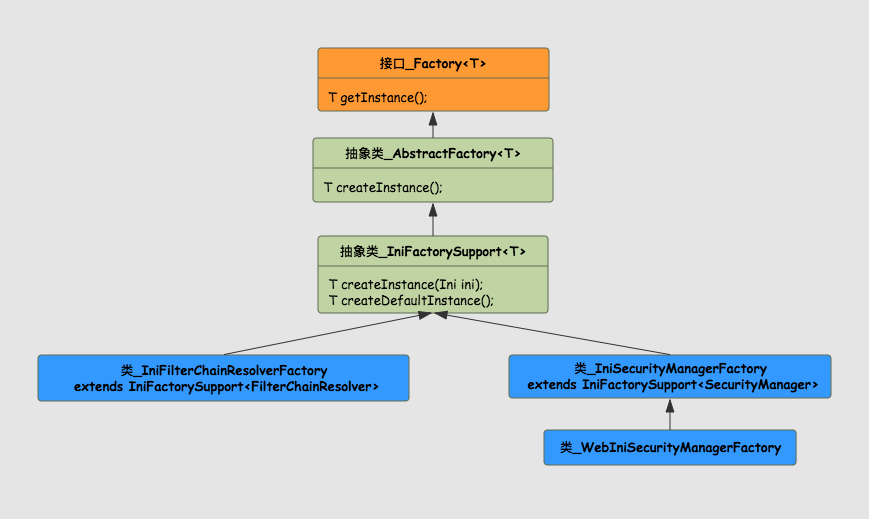 接口_Factory<T>
T getInstance();
抽象类_AbstractFactory<T>
T createInstance();
抽象类_IniFactorySupport<T>
T createInstance(Ini ini);
T createDefaultInstance();
类_IniFilterChainResolverFactory
extends IniFactorySupport<FilterChainResolver>
类_IniSecurityManagerFactory
extends IniFactorySupport<SecurityManager>
类_WebIniSecurityManagerFactory